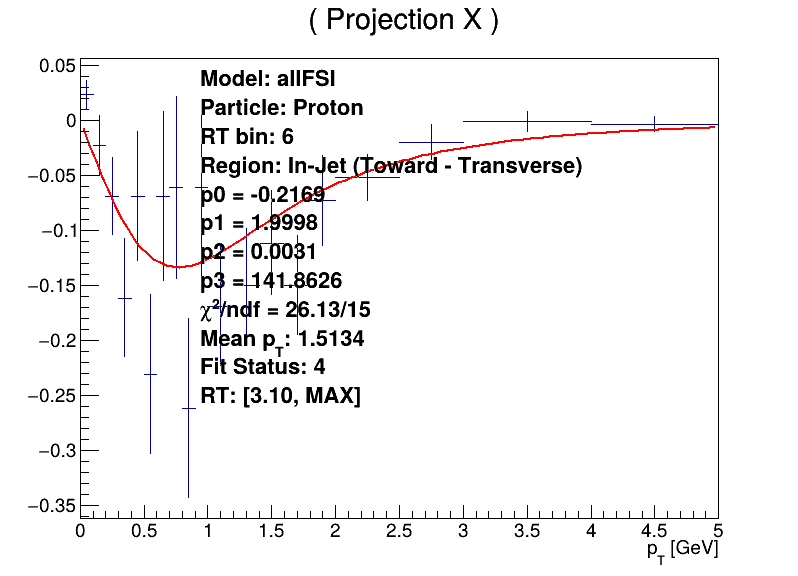 ( Projection X )
0.05
0
−0.05
−0.1
−0.15
−0.2
−0.25
−0.3
−0.35
Model: allFSI
Particle: Proton
RT bin: 6
Region: In-Jet (Toward - Transverse)
p0 = -0.2169
p1 = 1.9998
p2 = 0.0031
p3 = 141.8626
χ²/ndf = 26.13/15
Mean p_T: 1.5134
Fit Status: 4
RT: [3.10, MAX]
0 0.5 1 1.5 2 2.5 3 3.5 4 4.5 5
p_T [GeV]